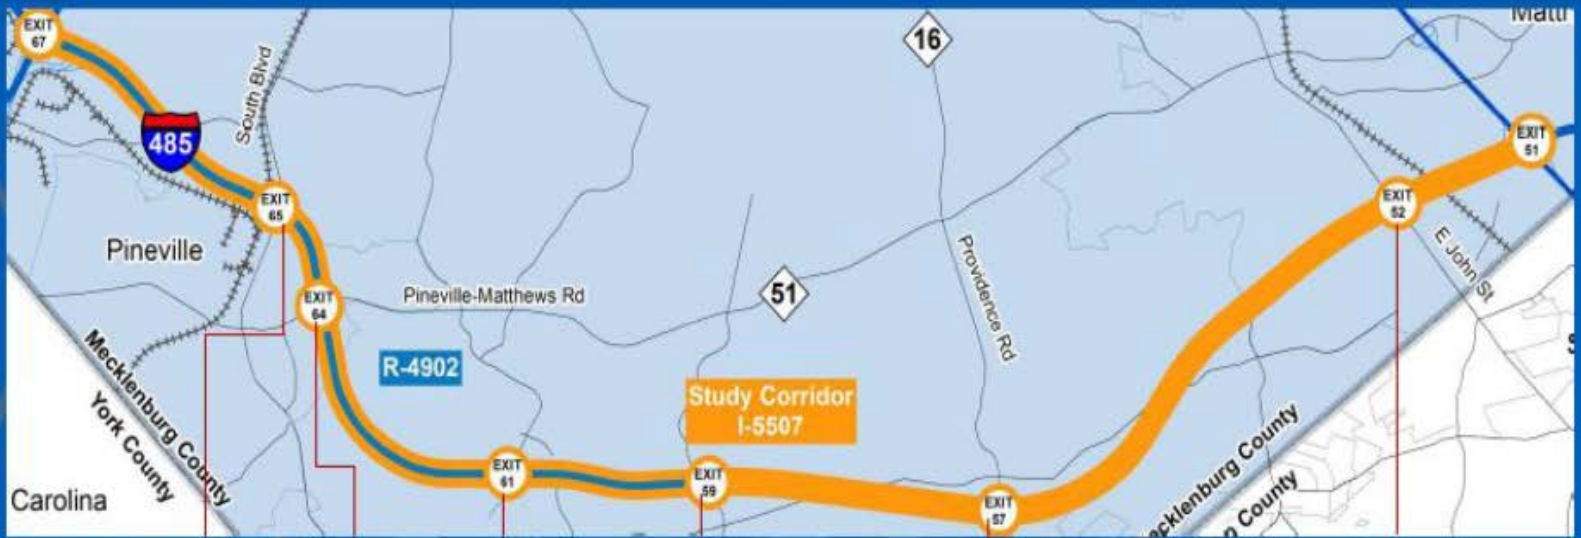 EXIT
67
485
South Blvd
16
EXIT
51
EXIT
65
EXIT
52
Pineville
E John St
EXIT
64
Pineville-Matthews Rd
51
Providence Rd
R-4902
Study Corridor
I-5507
Mecklenburg County
York County
EXIT
61
EXIT
59
EXIT
57
Carolina
County
County